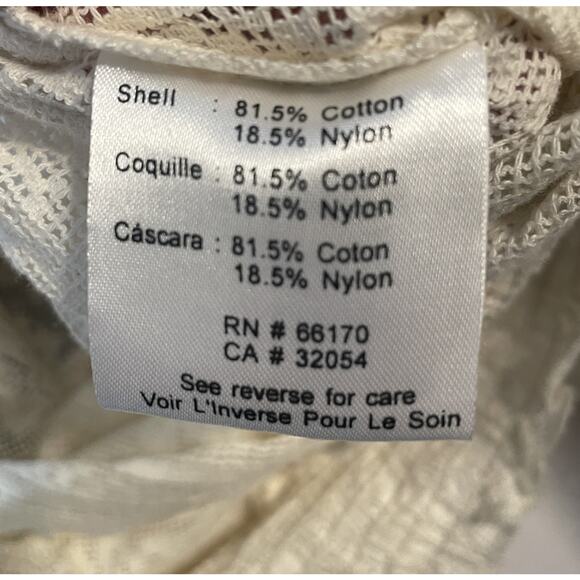 Shell : 81.5% Cotton
18.5% Nylon
Coquille : 81.5% Coton
18.5% Nylon
Cáscara : 81.5% Coton
18.5% Nylon
RN # 66170
CA # 32054
See reverse for care
Voir L'Inverse Pour Le Soin